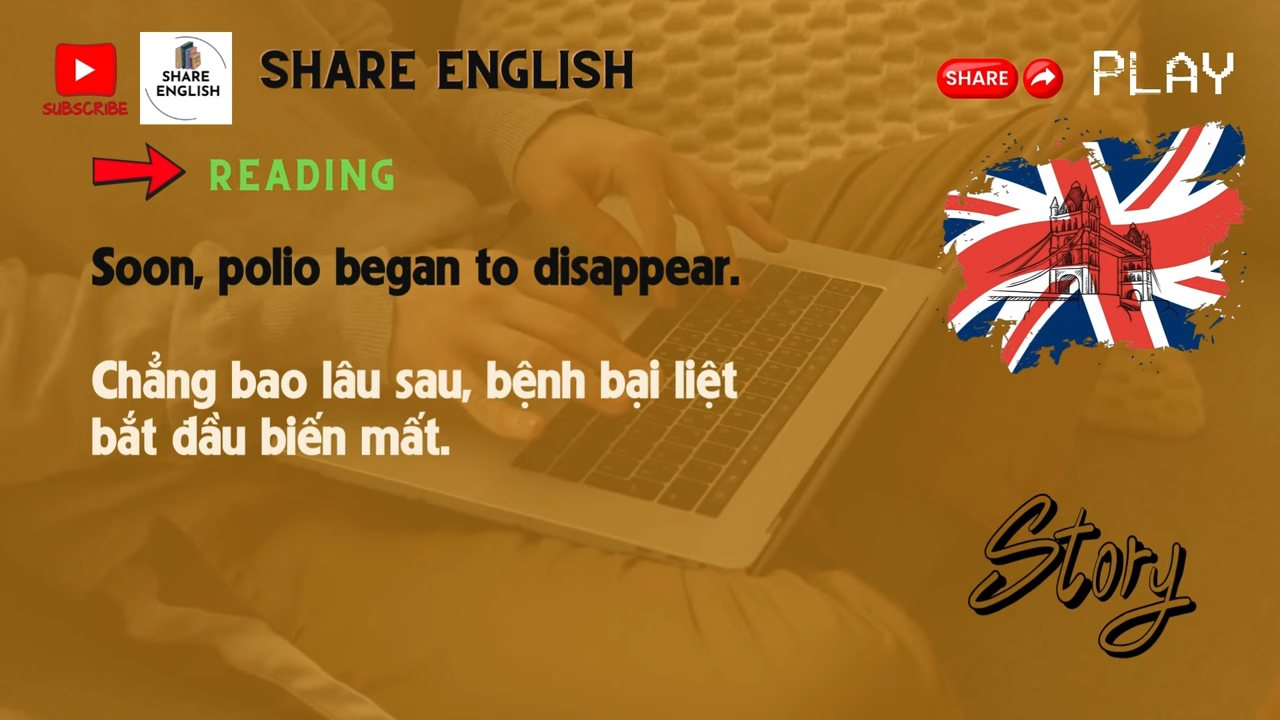 SUBSCRIBE
SHARE
ENGLISH
SHARE ENGLISH
SHARE
PLAY
READING
Soon, polio began to disappear.
Chẳng bao lâu sau, bệnh bại liệt
bắt đầu biến mất.
Story